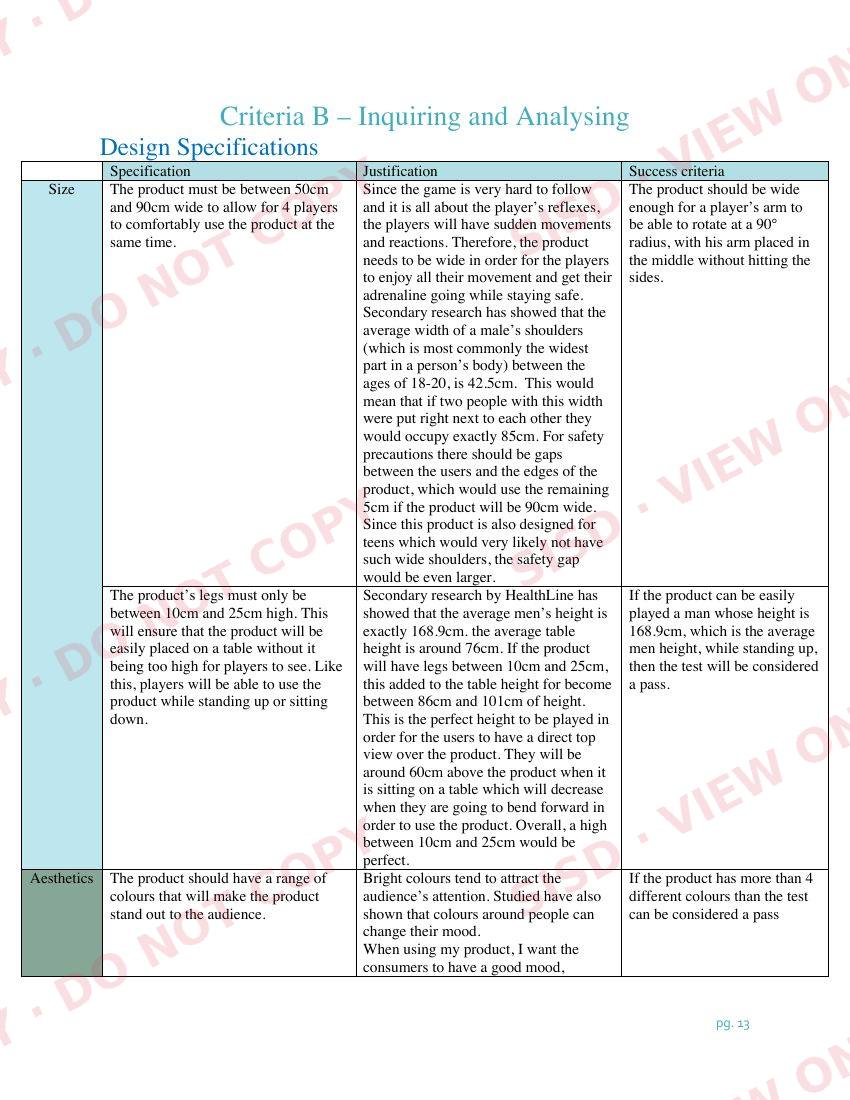 Criteria B – Inquiring and Analysing
Design Specifications
Specification
Justification
Success criteria
Size
The product must be between 50cm
and 90cm wide to allow for 4 players
to comfortably use the product at the
same time.
Since the game is very hard to follow
and it is all about the player's reflexes,
the players will have sudden movements
and reactions. Therefore, the product
needs to be wide in order for the players
to enjoy all their movement and get their
adrenaline going while staying safe.
Secondary research has showed that the
average width of a male's shoulders
(which is most commonly the widest
part in a person's body) between the
ages of 18-20, is 42.5cm.  This would
mean that if two people with this width
were put right next to each other they
would occupy exactly 85cm. For safety
precautions there should be gaps
between the users and the edges of the
product, which would use the remaining
5cm if the product will be 90cm wide.
Since this product is also designed for
teens which would very likely not have
such wide shoulders, the safety gap
would be even larger.
The product should be wide
enough for a player's arm to
be able to rotate at a 90°
radius, with his arm placed in
the middle without hitting the
sides.
The product's legs must only be
between 10cm and 25cm high. This
will ensure that the product will be
easily placed on a table without it
being too high for players to see. Like
this, players will be able to use the
product while standing up or sitting
down.
Secondary research by HealthLine has
showed that the average men's height is
exactly 168.9cm. the average table
height is around 76cm. If the product
will have legs between 10cm and 25cm,
this added to the table height for become
between 86cm and 101cm of height.
This is the perfect height to be played in
order for the users to have a direct top
view over the product. They will be
around 60cm above the product when it
is sitting on a table which will decrease
when they are going to bend forward in
order to use the product. Overall, a high
between 10cm and 25cm would be
perfect.
If the product can be easily
played a man whose height is
168.9cm, which is the average
men height, while standing up,
then the test will be considered
a pass.
Aesthetics
The product should have a range of
colours that will make the product
stand out to the audience.
Bright colours tend to attract the
audience's attention. Studied have also
shown that colours around people can
change their mood.
When using my product, I want the
consumers to have a good mood,
If the product has more than 4
different colours than the test
can be considered a pass
pg. 13
SISD · VIEW ON
Y · DO NOT COPY
SISD · VIEW ON
Y · DO NOT COPY
SISD · VIEW ON
Y · DO NOT COPY